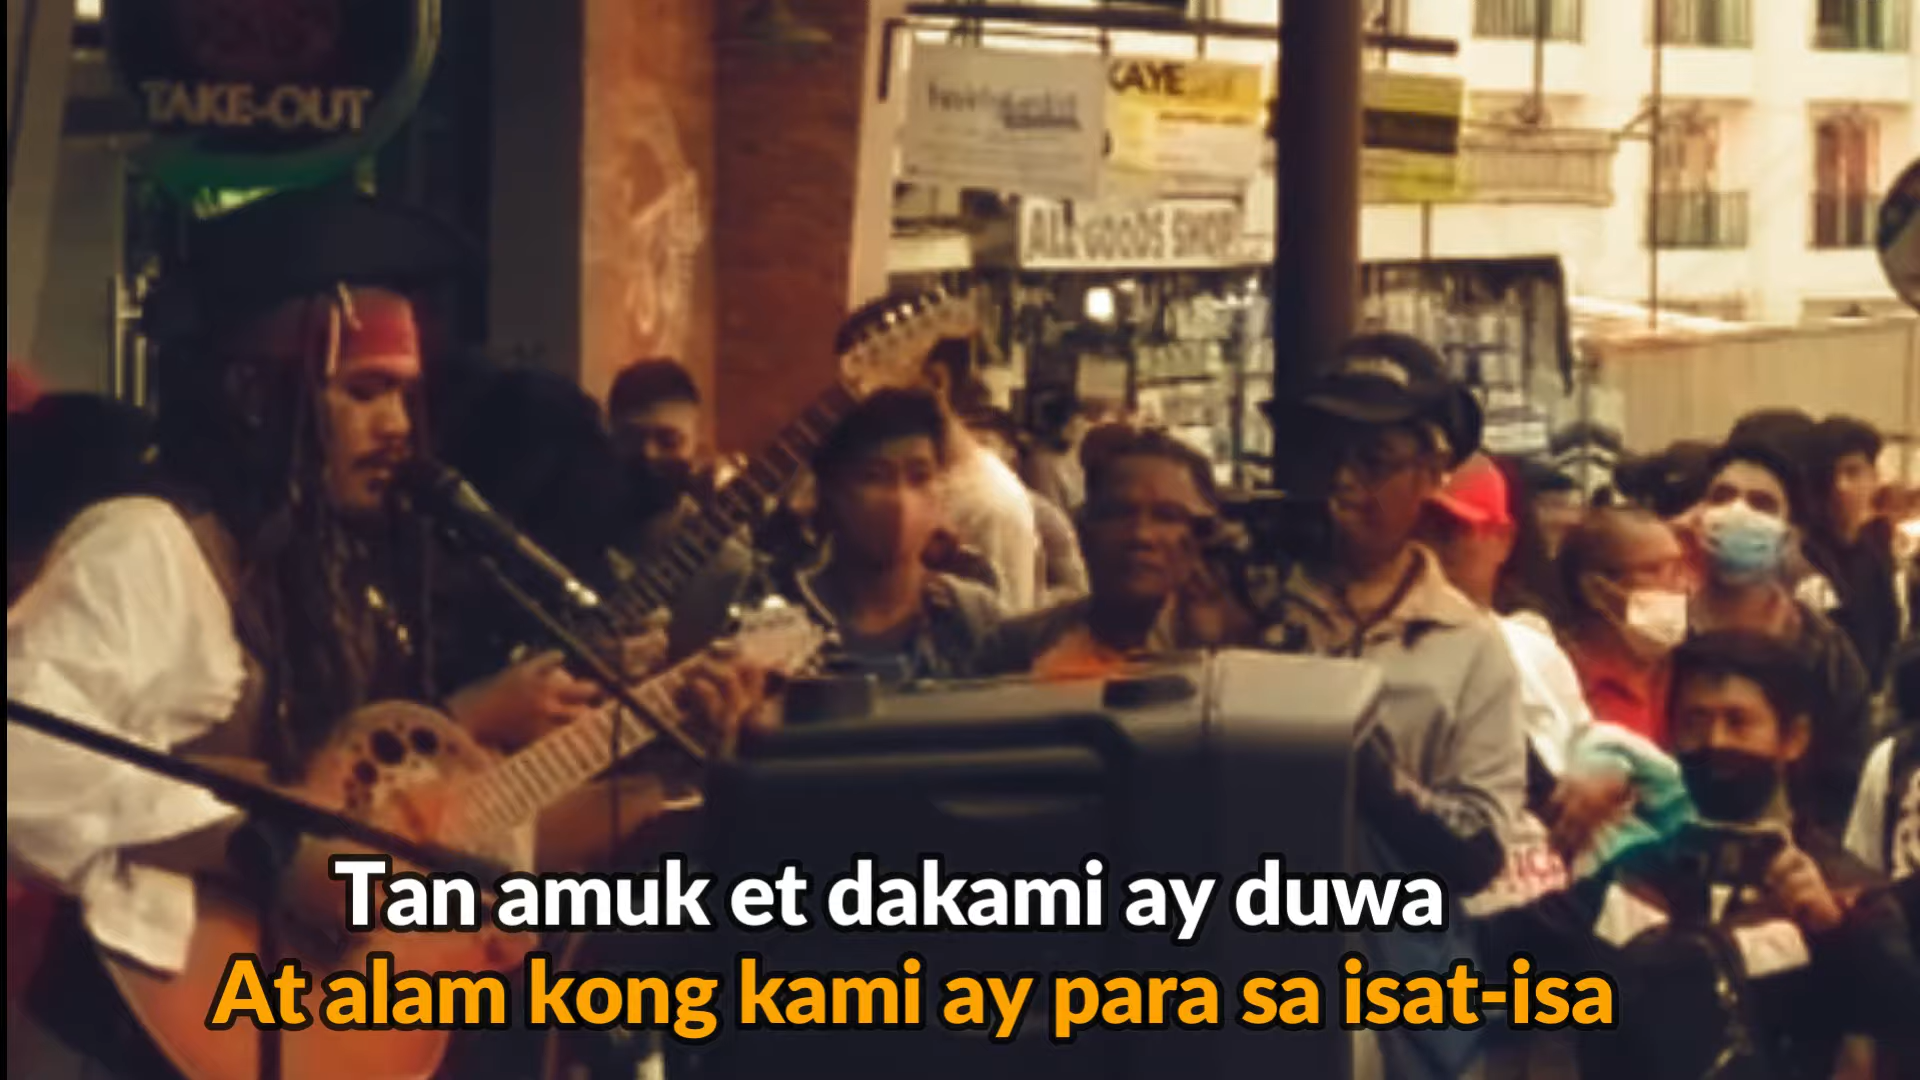 TAKE-OUT
KAYE
ALL GOODS SHOP
Tan amuk et dakami ay duwa
At alam kong kami ay para sa isat-isa